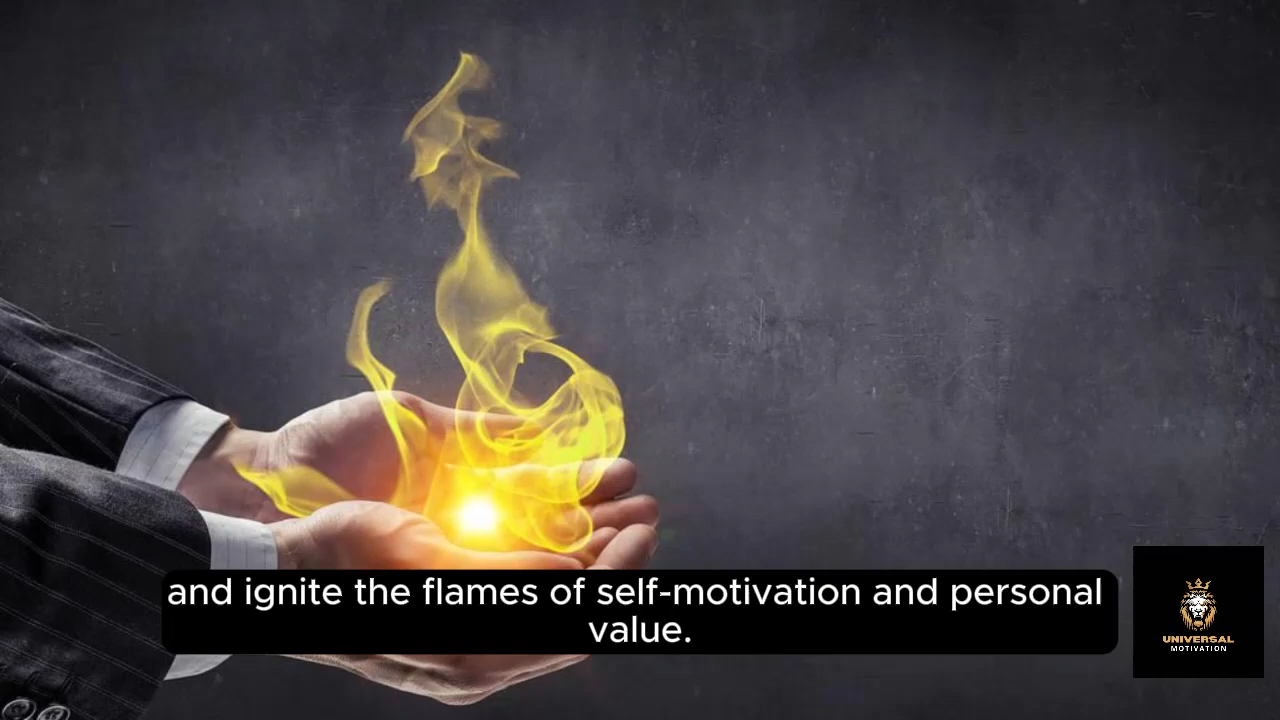 and ignite the flames of self-motivation and personal
value.
UNIVERSAL
MOTIVATION